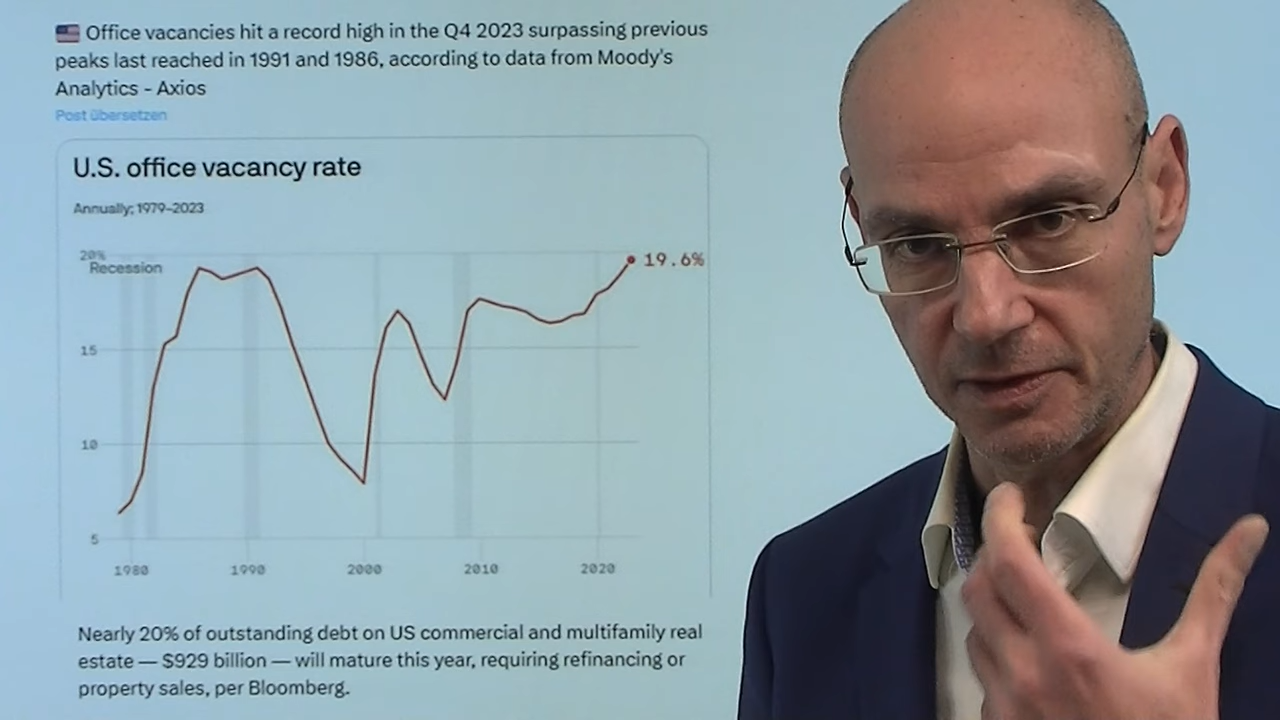 Office vacancies hit a record high in the Q4 2023 surpassing previous
peaks last reached in 1991 and 1986, according to data from Moody's
Analytics - Axios
Post übersetzen
U.S. office vacancy rate
Annually; 1979–2023
20%
Recession
19.6%
15
10
5
1980 1990 2000 2010 2020
Nearly 20% of outstanding debt on US commercial and multifamily real
estate — $929 billion — will mature this year, requiring refinancing or
property sales, per Bloomberg.